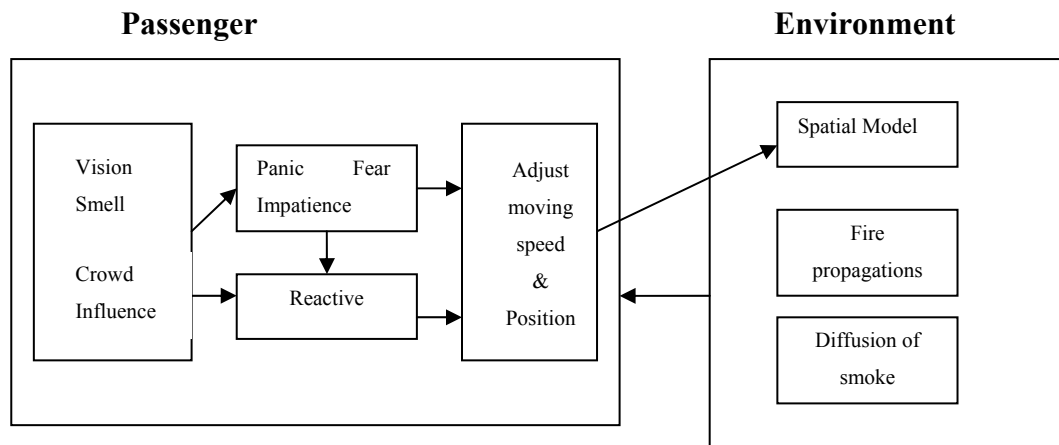 Passenger
Environment
Vision
Smell
Crowd
Influence
Panic Fear
Impatience
Reactive
Adjust
moving
speed
&
Position
Spatial Model
Fire
propagations
Diffusion of
smoke